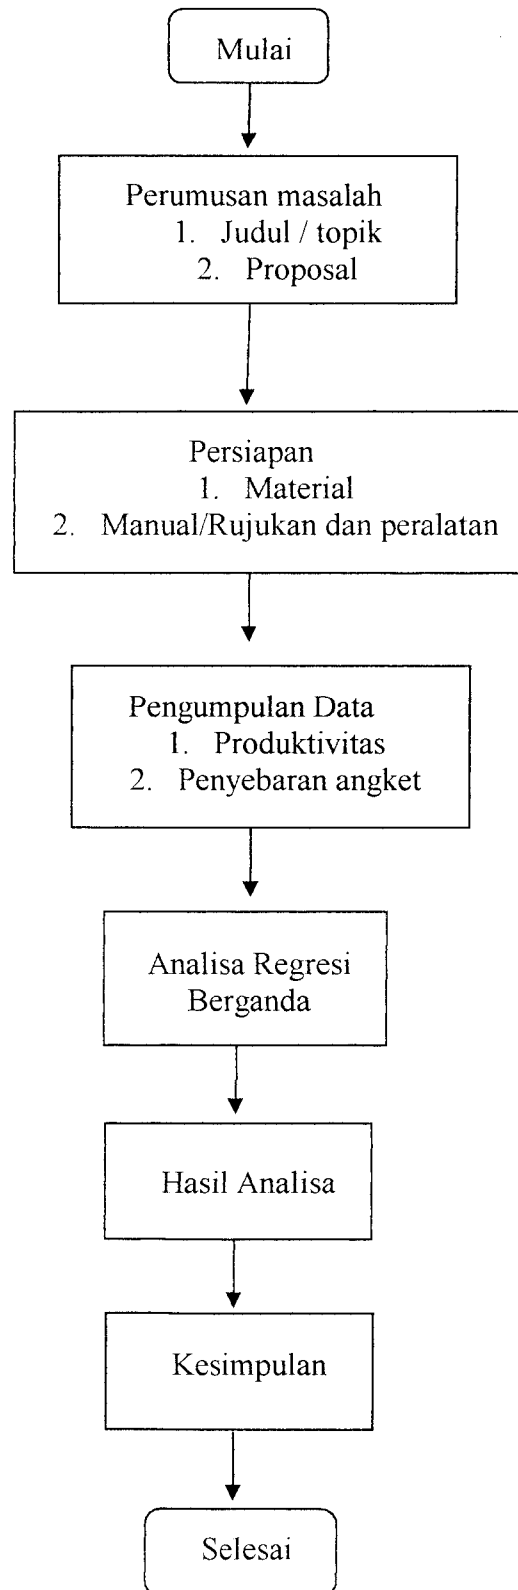 Mulai
Perumusan masalah
1. Judul / topik
2. Proposal
Persiapan
1. Material
2. Manual/Rujukan dan peralatan
Pengumpulan Data
1. Produktivitas
2. Penyebaran angket
Analisa Regresi
Berganda
Hasil Analisa
Kesimpulan
Selesai